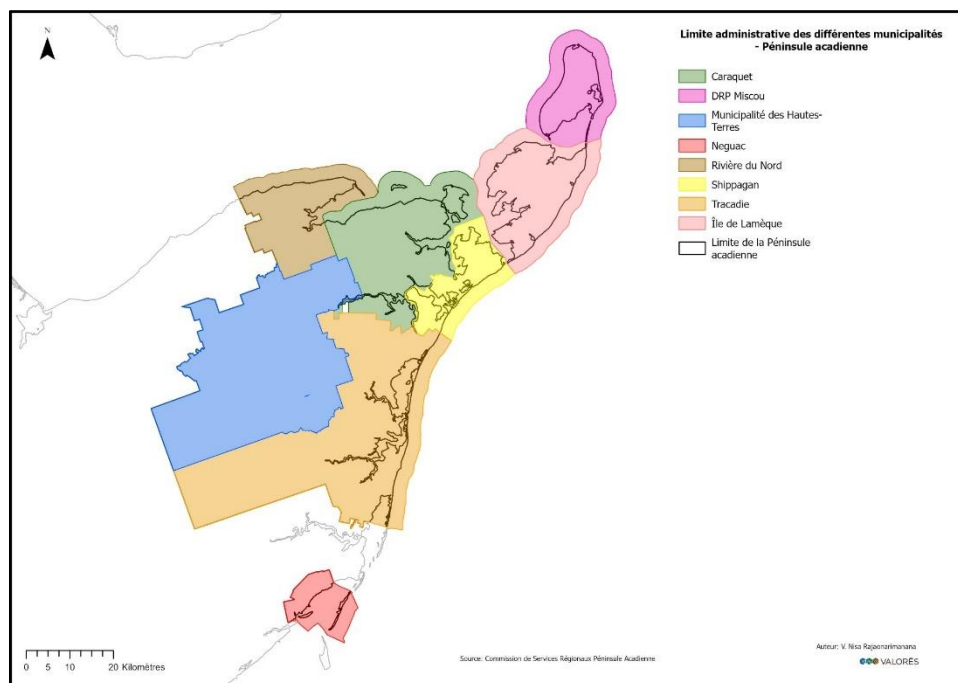 N
Limite administrative des différentes municipalités
- Péninsule acadienne
Caraquet
DRP Miscou
Municipalité des Hautes-
Terres
Neguac
Rivière du Nord
Shippagan
Tracadie
Île de Lamèque
Limite de la Péninsule
acadienne
0 5 10 20 Kilomètres
Source: Commission de Services Régionaux Péninsule Acadienne
Auteur: V. Nisa Rajaonarimanana
VALORĒS